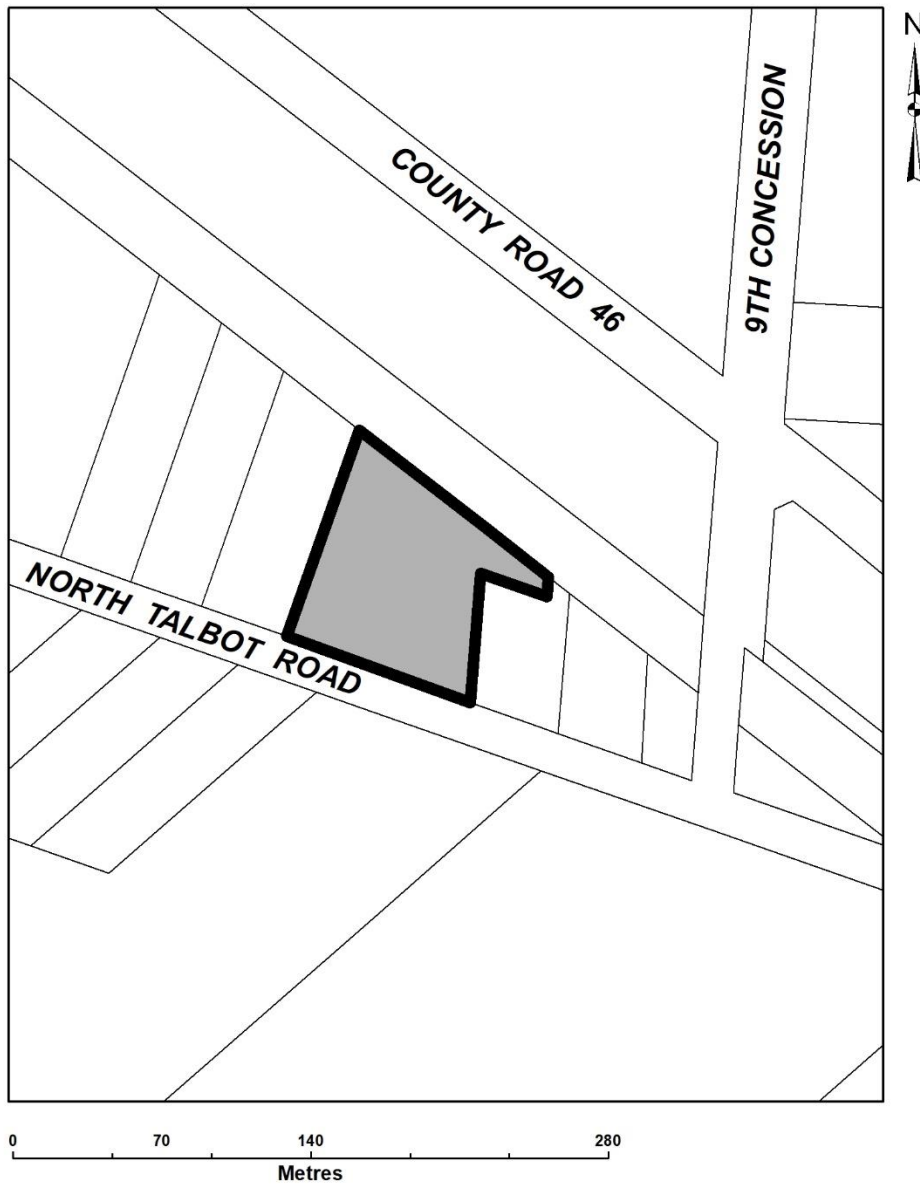 N
COUNTY ROAD 46
9TH CONCESSION
NORTH TALBOT ROAD
0 70 140 280
Metres